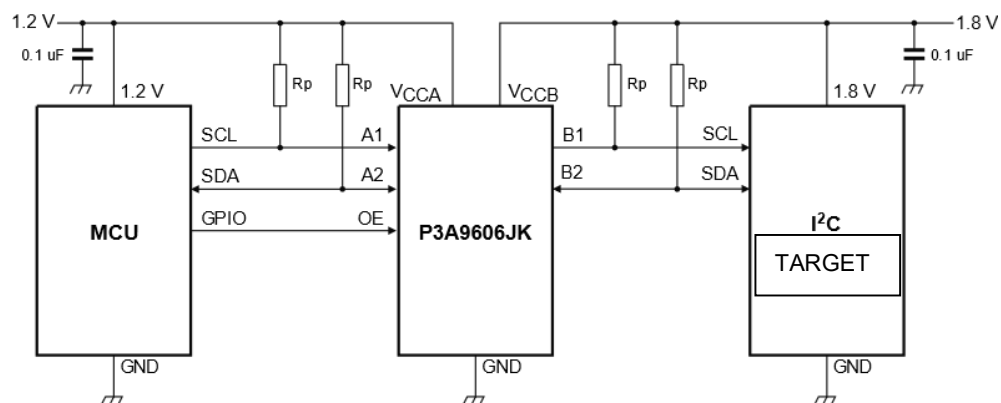 1.2 V
1.8 V
0.1 uF
0.1 uF
Rp
Rp
Rp
Rp
1.2 V
VCCA
VCCB
1.8 V
SCL
A1
B1
SCL
SDA
A2
B2
SDA
GPIO
OE
MCU
P3A9606JK
I²C
TARGET
GND
GND
GND